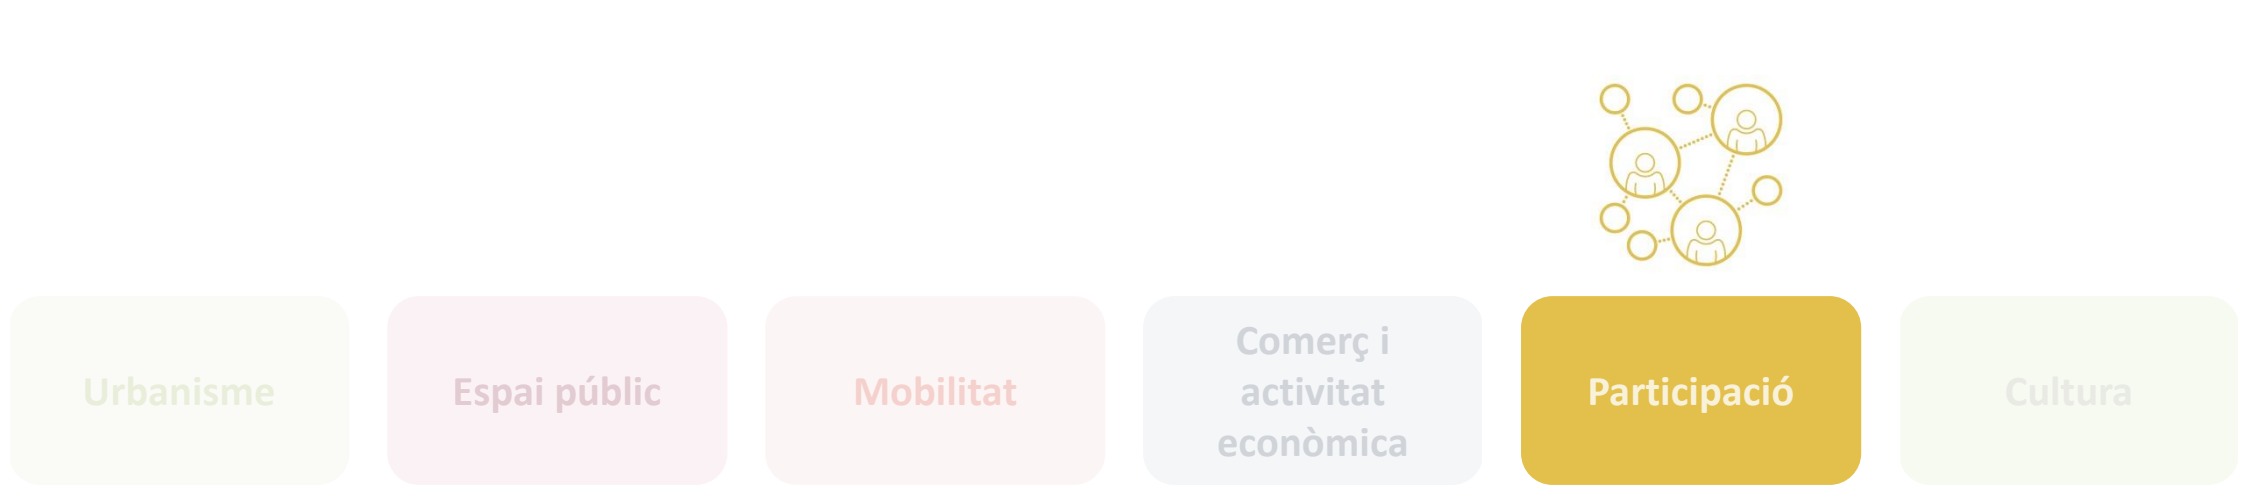 Urbanisme
Espai públic
Mobilitat
Comerç i
activitat
econòmica
Participació
Cultura